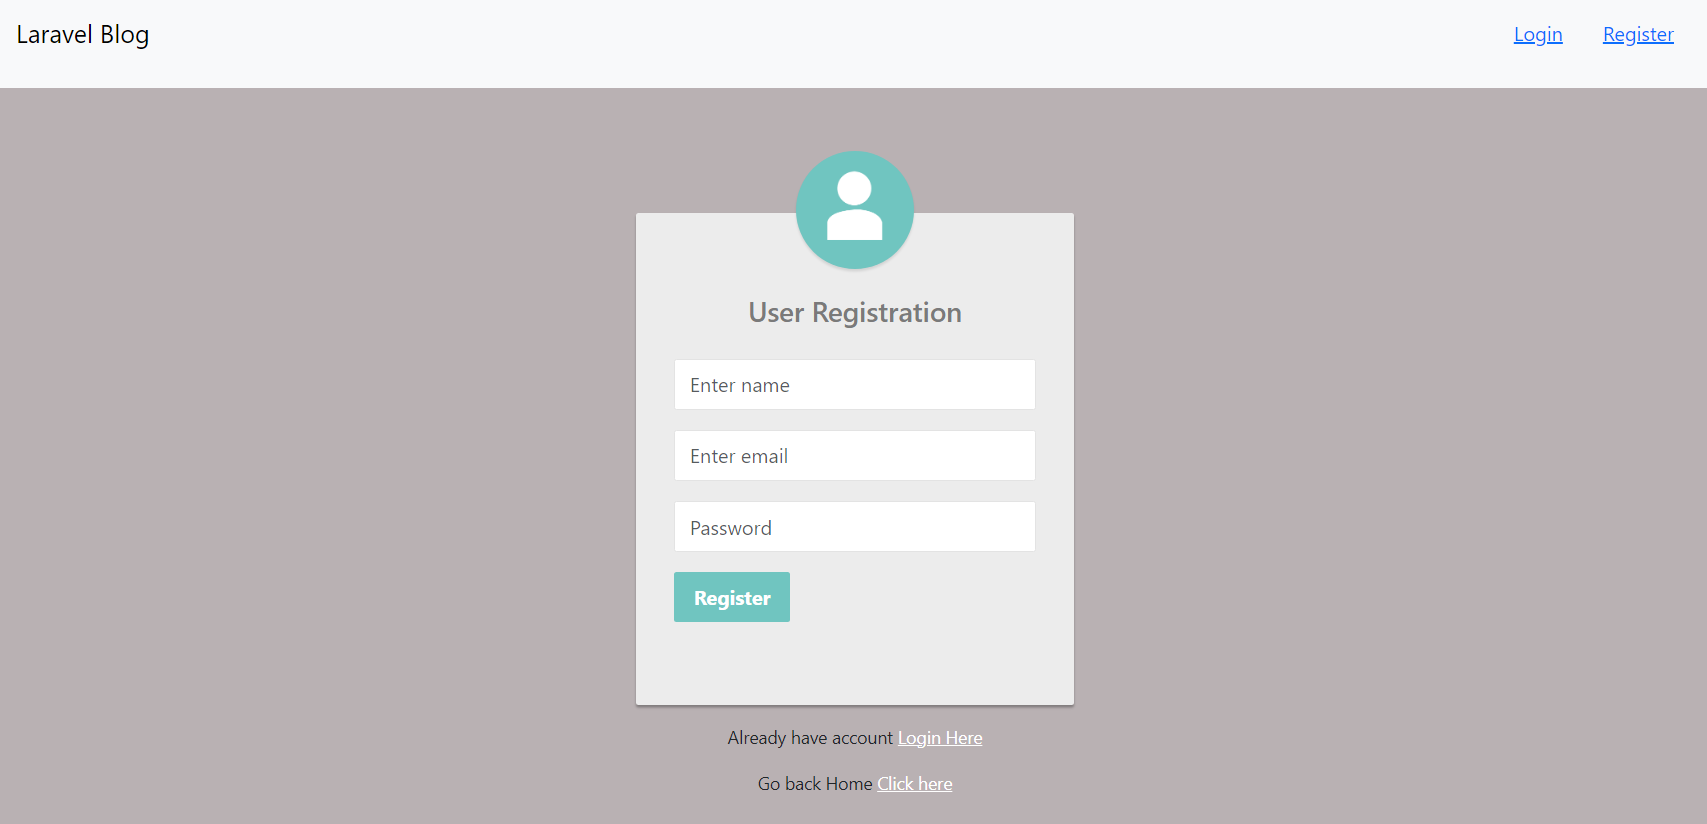 Laravel Blog
Login Register
User Registration
Enter name
Enter email
Password
Register
Already have account Login Here
Go back Home Click here